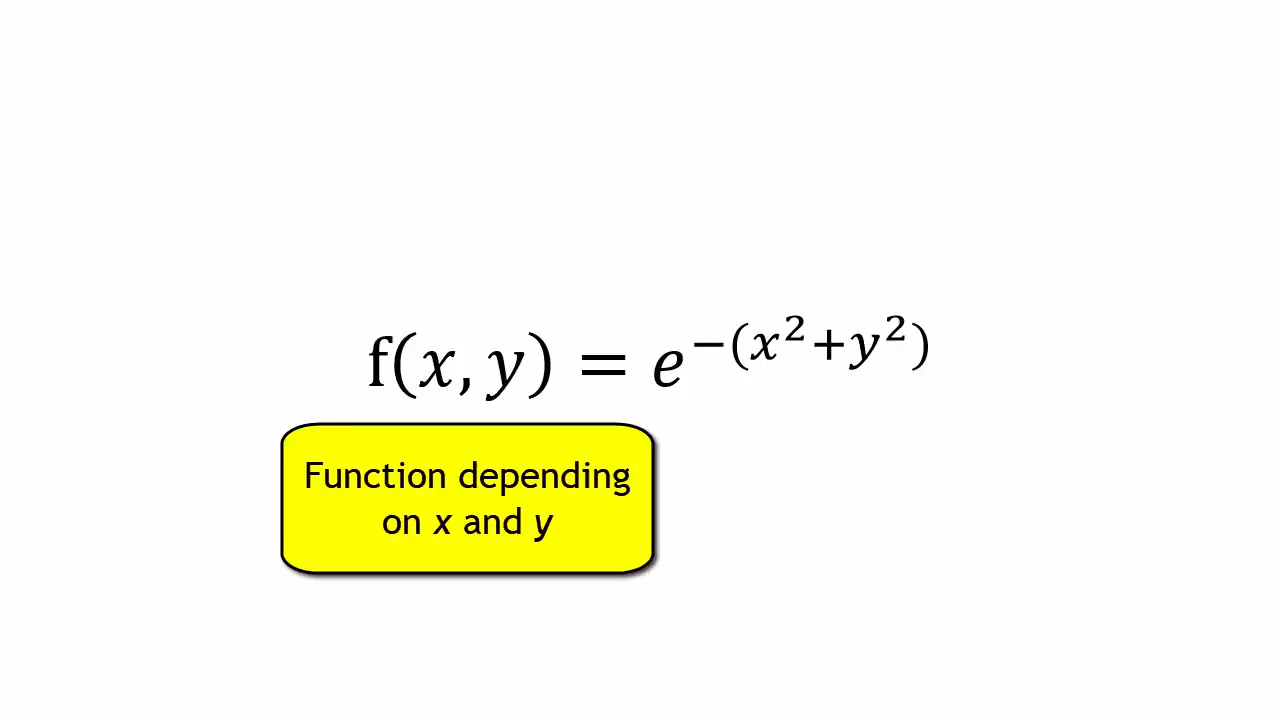 f(x, y) = e^{-(x^2+y^2)}
Function depending
on x and y